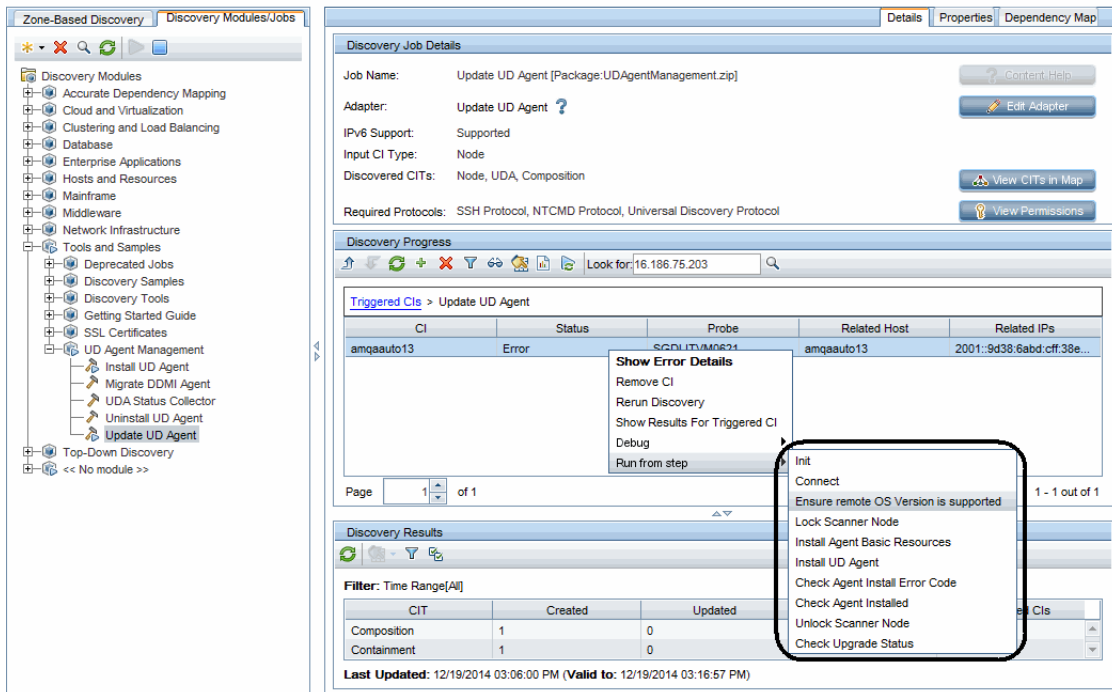 Zone-Based Discovery
Discovery Modules/Jobs
Discovery Modules
Accurate Dependency Mapping
Cloud and Virtualization
Clustering and Load Balancing
Database
Enterprise Applications
Hosts and Resources
Mainframe
Middleware
Network Infrastructure
Tools and Samples
Deprecated Jobs
Discovery Samples
Discovery Tools
Getting Started Guide
SSL Certificates
UD Agent Management
Install UD Agent
Migrate DDMI Agent
UDA Status Collector
Uninstall UD Agent
Update UD Agent
Top-Down Discovery
<< No module >>
Details Properties Dependency Map
Discovery Job Details
Job Name: Update UD Agent [Package:UDAgentManagement.zip]
? Content Help
Adapter: Update UD Agent ?
Edit Adapter
IPv6 Support: Supported
Input CI Type: Node
Discovered CITs: Node, UDA, Composition
View CITs in Map
Required Protocols: SSH Protocol, NTCMD Protocol, Universal Discovery Protocol
View Permissions
Discovery Progress
Look for: 16.186.75.203
Triggered CIs > Update UD Agent
CI Status Probe Related Host Related IPs
amqaauto13 Error SGDLITVM0621 amqaauto13 2001::9d38:6abd:cff:38e...
Show Error Details
Remove CI
Rerun Discovery
Show Results For Triggered CI
Debug
Run from step
Init
Connect
Ensure remote OS Version is supported
Lock Scanner Node
Install Agent Basic Resources
Install UD Agent
Check Agent Install Error Code
Check Agent Installed
Unlock Scanner Node
Check Upgrade Status
Page 1 of 1
1 - 1 out of 1
Discovery Results
Filter: Time Range[All]
CIT Created Updated CIs
Composition 1 0
Containment 1 0
Last Updated: 12/19/2014 03:06:00 PM (Valid to: 12/19/2014 03:16:57 PM)